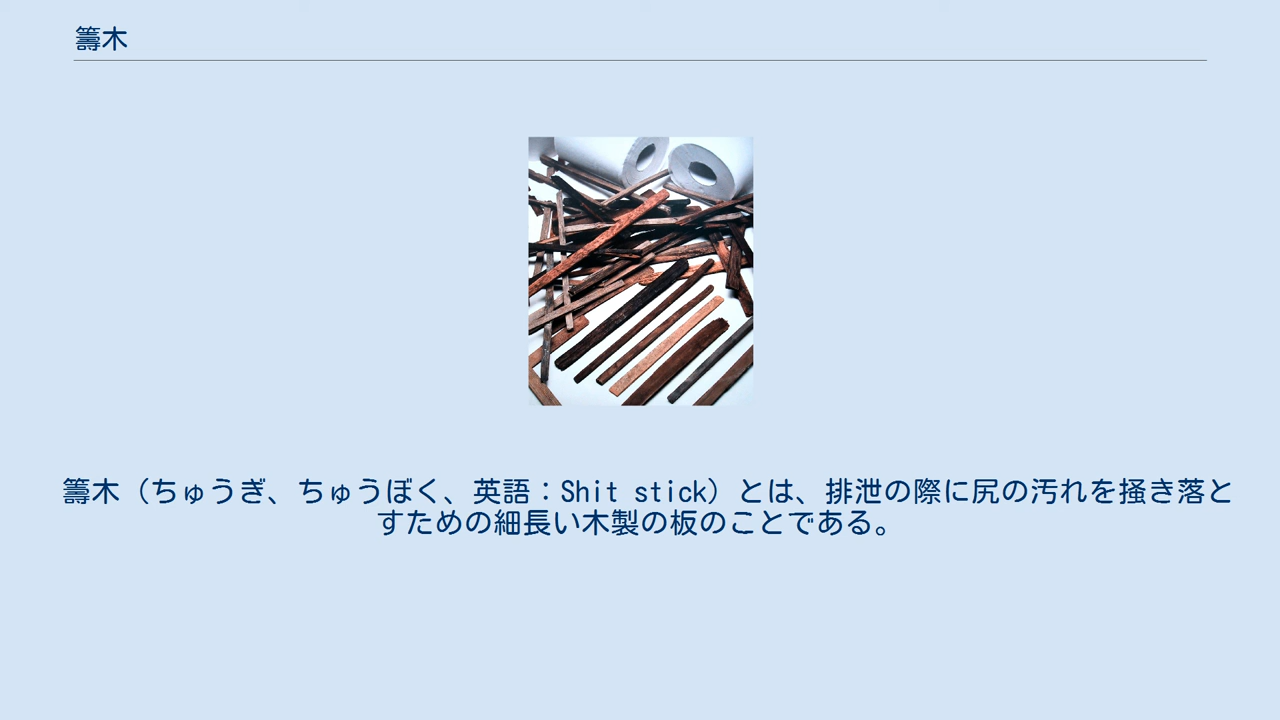 籌木
籌木（ちゅうぎ、ちゅうぼく、英語：Shit stick）とは、排泄の際に尻の汚れを掻き落と
すための細長い木製の板のことである。